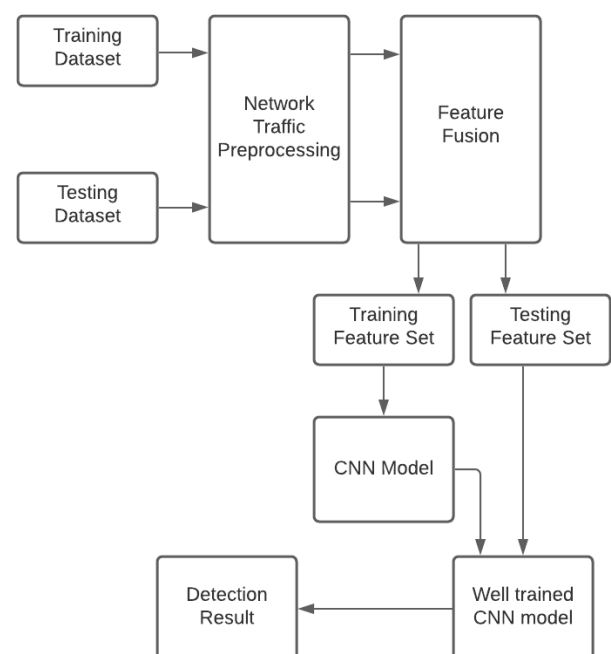 Training
Dataset
Network
Traffic
Preprocessing
Feature
Fusion
Testing
Dataset
Training
Feature Set
Testing
Feature Set
CNN Model
Detection
Result
Well trained
CNN model